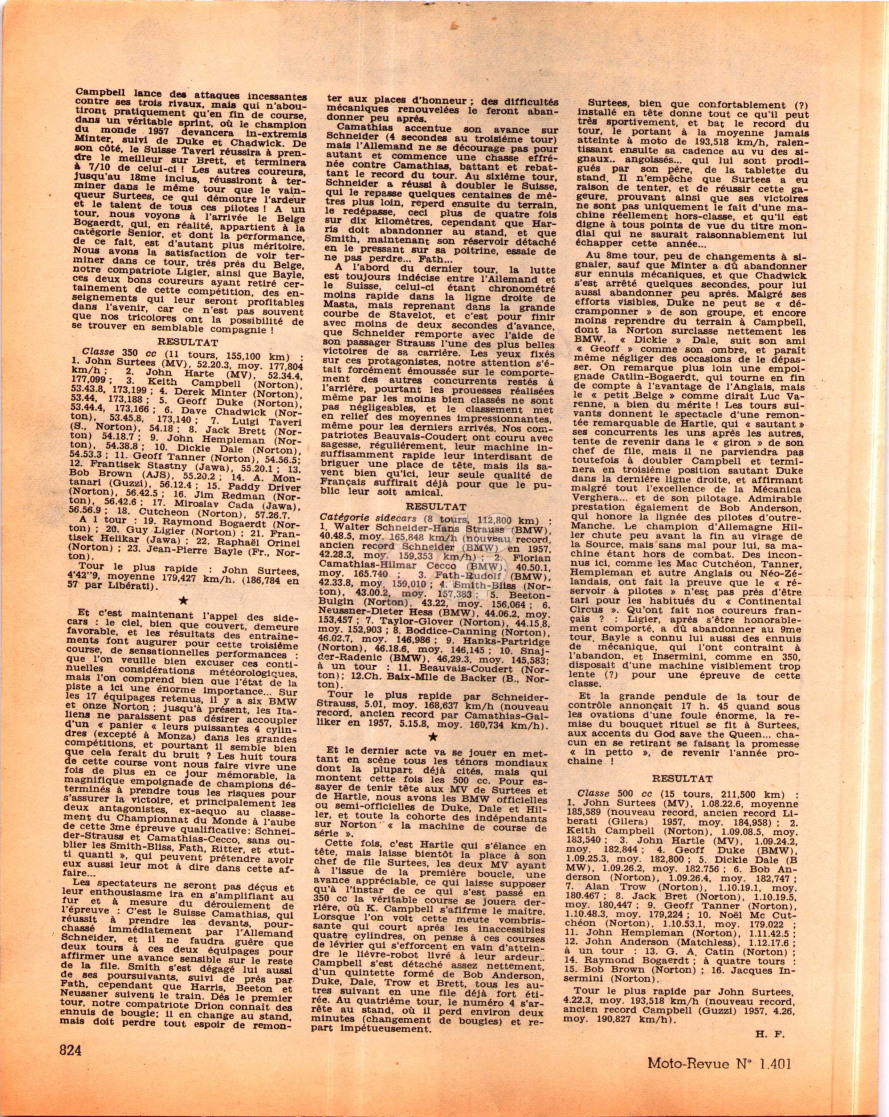 Campbell lance des attaques incessantes
contre ses trois rivaux, mais qui n'abou-
tiront pratiquement qu'en fin de course,
dans un véritable sprint, où le champion
du monde 1957 devancera in-extremis
Minter, suivi de Duke et Chadwick. De
son côté, le Suisse Taveri réussira à pren-
dre le meilleur sur Brett, et terminera
à 7/10 de celui-ci ! Les autres coureurs,
jusqu'au 18me inclus, réussiront à ter-
miner dans le même tour que le vain-
queur Surtees, ce qui démontre l'ardeur
et le talent de tous ces pilotes ! A un
tour, nous voyons à l'arrivée le Belge
Bogaerdt, qui, en réalité, appartient à la
catégorie Senior, et dont la performance,
de ce fait, est d'autant plus méritoire.
Nous avons la satisfaction de voir ter-
miner dans ce tour, très près du Belge,
notre compatriote Ligier, ainsi que Bayle,
ces deux bons coureurs ayant retiré cer-
tainement de cette compétition, des en-
seignements qui leur seront profitables
dans l'avenir, car ce n'est pas souvent
que nos tricolores ont la possibilité de
se trouver en semblable compagnie !
RESULTAT
Classe 350 cc (11 tours, 155,100 km) :
1. John Surtees (MV), 52.20.3, moy. 177,804
km/h ; 2. John Harte (MV), 52.34.4,
177,099 ; 3. Keith Campbell (Norton),
53.43.8, 173,199 ; 4. Derek Minter (Norton),
53.44, 173,188 ; 5. Geoff Duke (Norton),
53.44.4, 173,166 ; 6. Dave Chadwick (Nor-
ton), 53.45.8, 173,140 ; 7. Luigi Taveri
(S., Norton), 54.18 ; 8. Jack Brett (Nor-
ton) 54.18.7 ; 9. John Hempleman (Nor-
ton), 54.38.8 ; 10. Dickie Dale (Norton),
54.53.3 ; 11. Geoff Tanner (Norton), 54.56.5;
12. Frantisek Stastny (Jawa), 55.20.1 ; 13.
Bob Brown (AJS), 55.20.2 ; 14. A. Mon-
tanari (Guzzi), 56.12.4 ; 15. Paddy Driver
(Norton), 56.42.5 ; 16. Jim Redman (Nor-
ton), 56.42.6 ; 17. Miroslav Cada (Jawa),
56.56.9 ; 18. Cutcheon (Norton), 57.26.7.
A 1 tour : 19. Raymond Bogaerdt (Nor-
ton) ; 20. Guy Ligier (Norton) ; 21. Fran-
tisek Helikar (Jawa) ; 22. Raphaël Orinel
(Norton) ; 23. Jean-Pierre Bayle (Fr., Nor-
ton).
Tour le plus rapide : John Surtees,
4'42"9, moyenne 179,427 km/h. (186,784 en
57 par Libérati).
★
Et c'est maintenant l'appel des side-
cars : le ciel, bien que couvert, demeure
favorable, et les résultats des entraîne-
ments font augurer pour cette troisième
course, de sensationnelles performances :
que l'on veuille bien excuser ces conti-
nuelles considérations météorologiques,
mais l'on comprend bien que l'état de la
piste a ici une énorme importance... Sur
les 17 équipages retenus, il y a six BMW
et onze Norton ; jusqu'à présent, les Ita-
liens ne paraissent pas désirer accoupler
d'un « panier » leurs puissantes 4 cylin-
dres (excepté à Monza) dans les grandes
compétitions, et pourtant il semble bien
que cela ferait du bruit ? Les huit tours
de cette course vont nous faire vivre une
fois de plus en ce jour mémorable, la
magnifique empoignade de champions dé-
terminés à prendre tous les risques pour
s'assurer la victoire, et principalement les
deux antagonistes, ex-aequo au classe-
ment du Championnat du Monde à l'aube
de cette 3me épreuve qualificative: Schnei-
der-Strauss et Camathias-Cecco, sans ou-
blier les Smith-Bliss, Fath, Ritter, et «tut-
ti quanti », qui peuvent prétendre avoir
eux aussi leur mot à dire dans cette af-
faire...
Les spectateurs ne seront pas déçus et
leur enthousiasme ira en s'amplifiant au
fur et à mesure du déroulement de
l'épreuve : C'est le Suisse Camathias, qui
réussit à prendre les devants, pour-
chassé immédiatement par l'Allemand
Schneider, et il ne faudra guère que
deux tours à ces deux équipages pour
affirmer une avance sensible sur le reste
de la file. Smith s'est dégagé lui aussi
de ses poursuivants, suivi de près par
Fath, cependant que Harris, Beeton et
Neussner suivent le train. Dès le premier
tour, notre compatriote Drion connaît des
ennuis de bougie; il en change au stand,
mais doit perdre tout espoir de remon-
ter aux places d'honneur ; des difficultés
mécaniques renouvelées le feront aban-
donner peu après.
Camathias accentue son avance sur
Schneider (4 secondes au troisième tour)
mais l'Allemand ne se décourage pas pour
autant et commence une chasse effré-
née contre Camathias, battant et rebat-
tant le record du tour. Au sixième tour,
Schneider a réussi à doubler le Suisse,
qui le repasse quelques centaines de mè-
tres plus loin, reperd ensuite du terrain,
le redépasse, ceci plus de quatre fois
sur dix kilomètres, cependant que Har-
ris doit abandonner au stand, et que
Smith, maintenant son réservoir détaché
en le pressant sur sa poitrine, essaie de
ne pas perdre... Fath...
A l'abord du dernier tour, la lutte
est toujours indécise entre l'Allemand et
le Suisse, celui-ci étant chronométré
moins rapide dans la ligne droite de
Masta, mais reprenant dans la grande
courbe de Stavelot, et c'est pour finir
avec moins de deux secondes d'avance,
que Schneider remporte avec l'aide de
son passager Strauss l'une des plus belles
victoires de sa carrière. Les yeux fixés
sur ces protagonistes, notre attention s'é-
tait forcément émoussée sur le comporte-
ment des autres concurrents restés à
l'arrière, pourtant les prouesses réalisées
même par les moins bien classés ne sont
pas négligeables, et le classement met
en relief des moyennes impressionnantes,
même pour les derniers arrivés. Nos com-
patriotes Beauvais-Coudert ont couru avec
sagesse, régulièrement, leur machine in-
suffisamment rapide leur interdisant de
briguer une place de tête, mais ils sa-
vent bien qu'ici, leur seule qualité de
Français suffirait déjà pour que le pu-
blic leur soit amical.
RESULTAT
Catégorie sidecars (8 tours, 112,800 km) :
1. Walter Schneider-Hans Strauss (BMW),
40.48.5, moy. 165,848 km/h (nouveau record,
ancien record Schneider (BMW) en 1957,
42.28.3, moy. 159,353 km/h) ; 2. Florian
Camathias-Hilmar Cecco (BMW), 40.50.1,
moy. 165,740 ; 3. Fath-Rudolf (BMW),
42.33.8, moy. 159,010 ; 4. Smith-Bliss (Nor-
ton), 43.00.2, moy. 157,383 ; 5. Beeton-
Bulgin (Norton), 43.22, moy. 156,064 ; 6.
Neussner-Dieter Hess (BMW), 44.06.2, moy.
153,457 ; 7. Taylor-Glover (Norton), 44.15.8,
moy. 152,903 ; 8. Boddice-Canning (Norton),
46.02.7, moy. 146,986 ; 9. Hanks-Partridge
(Norton), 46.18.6, moy. 146,145 ; 10. Snaj-
der-Radenic (BMW), 46,29.3, moy. 145,583;
à un tour : 11. Beauvais-Coudert (Nor-
ton); 12.Ch. Baix-Mlle de Backer (B., Nor-
ton).
Tour le plus rapide par Schneider-
Strauss, 5.01, moy. 168,637 km/h (nouveau
record, ancien record par Camathias-Gal-
liker en 1957, 5.15.8, moy. 160,734 km/h).
★
Et le dernier acte va se jouer en met-
tant en scène tous les ténors mondiaux
dont la plupart déjà cités, mais qui
montent cette fois les 500 cc. Pour es-
sayer de tenir tête aux MV de Surtees et
de Hartle, nous avons les BMW officielles
ou semi-officielles de Duke, Dale et Hil-
ler, et toute la cohorte des indépendants
sur Norton « la machine de course de
série ».
Cette fois, c'est Hartle qui s'élance en
tête, mais laisse bientôt la place à son
chef de file Surtees, les deux MV ayant
à l'issue de la première boucle, une
avance appréciable, ce qui laisse supposer
qu'à l'instar de ce qui s'est passé en
350 cc la véritable course se jouera der-
rière, où K. Campbell s'afifrme le maître.
Lorsque l'on voit cette meute vombris-
sante qui court après les inaccessibles
quatre cylindres, on pense à ces courses
de lévrier qui s'efforcent en vain d'attein-
dre le lièvre-robot livré à leur ardeur..
Campbell s'est détaché assez nettement,
d'un quintette formé de Bob Anderson,
Duke, Dale, Trow et Brett, tous les au-
tres suivant en une file déjà fort éti-
rée. Au quatrième tour, le numéro 4 s'ar-
rête au stand, où il perd environ deux
minutes (changement de bougies) et re-
part impétueusement.
Surtees, bien que confortablement (?)
installé en tête donne tout ce qu'il peut
très sportivement, et bat le record du
tour, le portant à la moyenne jamais
atteinte à moto de 193,518 km/h, ralen-
tissant ensuite sa cadence au vu des si-
gnaux.. angoissés... qui lui sont prodi-
gués par son père, de la tablette du
stand, Il n'empêche que Surtees a eu
raison de tenter, et de réussir cette ga-
geure, prouvant ainsi que ses victoires
ne sont pas uniquement le fait d'une ma-
chine réellement hors-classe, et qu'il est
digne à tous points de vue du titre mon-
dial qui ne saurait raisonnablement lui
échapper cette année...
Au 8me tour, peu de changements à si-
gnaler, sauf que Minter a dû abandonner
sur ennuis mécaniques, et que Chadwick
s'est arrêté quelques secondes, pour lui
aussi abandonner peu après. Malgré ses
efforts visibles, Duke ne peut se « dé-
cramponner » de son groupe, et encore
moins reprendre du terrain à Campbell,
dont la Norton surclasse nettement les
BMW. « Dickie » Dale, suit son ami
« Geoff » comme son ombre, et paraît
même négliger des occasions de le dépas-
ser. On remarque plus loin une empoi-
gnade Catlin-Bogaerdt, qui tourne en fin
de compte à l'avantage de l'Anglais, mais
le « petit Belge » comme dirait Luc Va-
renne, a bien du mérite ! Les tours sui-
vants donnent le spectacle d'une remon-
tée remarquable de Hartle, qui « sautant »
ses concurrents les uns après les autres,
tente de revenir dans le « giron » de son
chef de file, mais il ne parviendra pas
toutefois à doubler Campbell et termi-
nera en troisième position sautant Duke
dans la dernière ligne droite, et affirmant
malgré tout l'excellence de la Mécanica
Verghera... et de son pilotage. Admirable
prestation également de Bob Anderson,
qui honore la lignée des pilotes d'outre-
Manche. Le champion d'Allemagne Hil-
ler chute peu avant la fin au virage de
la Source, mais sans mal pour lui, sa ma-
chine étant hors de combat. Des incon-
nus ici, comme les Mac Cutchéon, Tanner,
Hempleman et autre Anglais ou Néo-Zé-
landais, ont fait la preuve que le « ré-
servoir à pilotes » n'est pas près d'être
tari pour les habitués du « Continental
Circus ». Qu'ont fait nos coureurs fran-
çais ? : Ligier, après s'être honorable-
ment comporté, a dû abandonner au 9me
tour, Bayle a connu lui aussi des ennuis
de mécanique, qui l'ont contraint à
l'abandon, et Insermini, comme en 350,
disposait d'une machine visiblement trop
lente (?) pour une épreuve de cette
classe.
Et la grande pendule de la tour de
contrôle annonçait 17 h. 45 quand sous
les ovations d'une foule énorme, la re-
mise du bouquet rituel se fit à Surtees,
aux accents du God save the Queen... cha-
cun en se retirant se faisant la promesse
« in petto », de revenir l'année pro-
chaine !
RESULTAT
Classe 500 cc (15 tours, 211,500 km) :
1. John Surtees (MV), 1.08.22.6, moyenne
185,589 (nouveau record, ancien record Li-
berati (Gilera) 1957, moy. 184,958) ; 2.
Keith Campbell (Norton), 1.09.08.5, moy.
183,540 ; 3. John Hartle (MV), 1.09.24.2,
moy. 182,844 ; 4. Geoff Duke (BMW),
1.09.25.3, moy. 182,800 ; 5. Dickie Dale (B
MW), 1.09.26.2, moy. 182.756 ; 6. Bob An-
derson (Norton), 1.09.26.4, moy. 182,747 ;
7. Alan Trow (Norton), 1.10.19.1, moy.
180.467 ; 8. Jack Bret (Norton), 1.10.19.5,
moy. 180,447 ; 9. Geoff Tanner (Norton),
1.10.48.3, moy. 179,224 ; 10. Noël Mc Cut-
chéon (Norton), 1.10.53.1, moy. 179.022 ;
11. John Hempleman (Norton), 1.11.42.5 ;
12. John Anderson (Matchless), 1.12.17.6 ;
à un tour : 13. G. A. Catin (Norton) ;
14. Raymond Bogaerdt ; à quatre tours :
15. Bob Brown (Norton) ; 16. Jacques In-
sermini (Norton).
Tour le plus rapide par John Surtees,
4.22.3, moy. 193,518 km/h (nouveau record,
ancien record Campbell (Guzzi) 1957, 4.26,
moy. 190,827 km/h).
H. F.
824
Moto-Revue N° 1.401